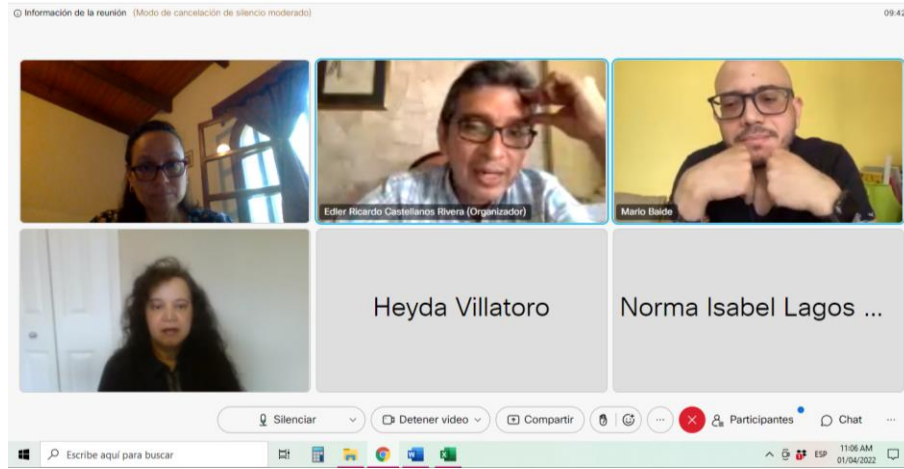 Información de la reunión (Modo de cancelación de silencio moderado)
09:42
Edler Ricardo Castellanos Rivera (Organizador)
Mario Baide
Heyda Villatoro
Norma Isabel Lagos ...
Silenciar
Detener video
Compartir
Participantes
Chat
Escribe aquí para buscar
ESP
11:06 AM
01/04/2022